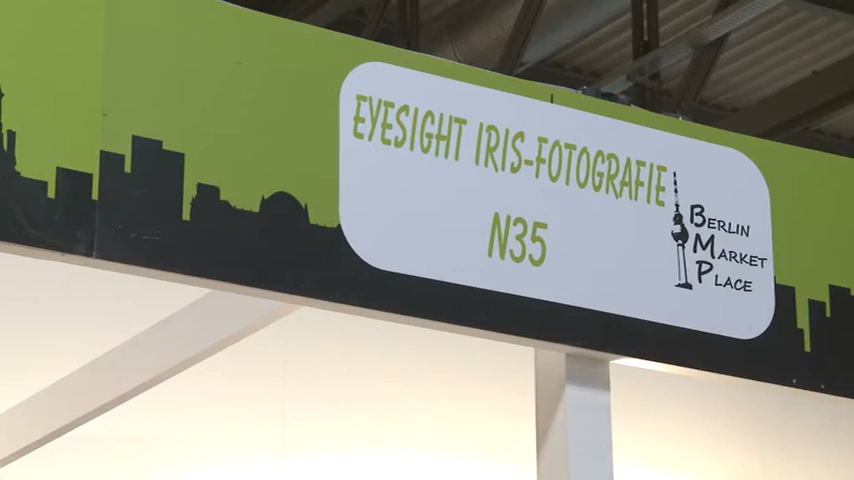 EYESIGHT IRIS-FOTOGRAFIE
N35
BERLIN
MARKET
PLACE